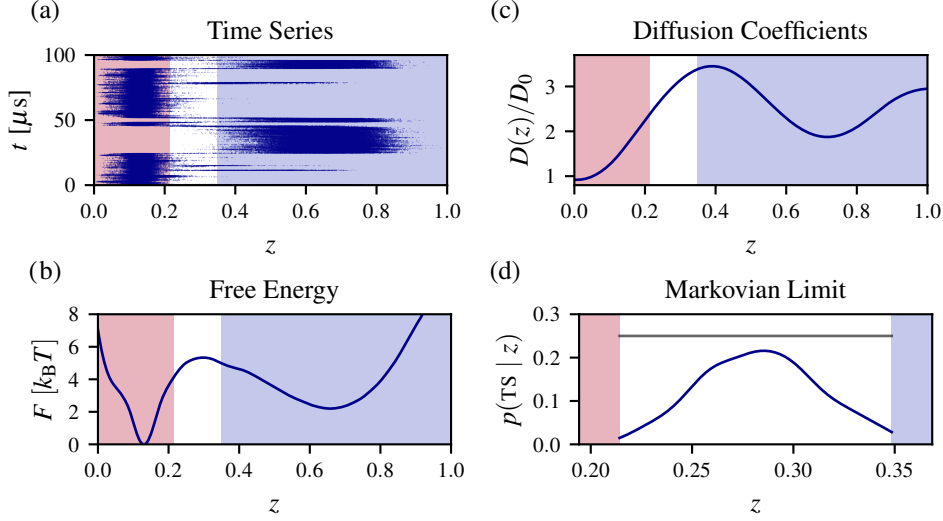 (a)
Time Series
100
50
0
t [μs]
0.0 0.2 0.4 0.6 0.8 1.0
z
(c)
Diffusion Coefficients
3
2
1
D(z)/D₀
0.0 0.2 0.4 0.6 0.8 1.0
z
(b)
Free Energy
8
6
4
2
0
F [k_BT]
0.0 0.2 0.4 0.6 0.8 1.0
z
(d)
Markovian Limit
0.3
0.2
0.1
0.0
p(TS | z)
0.20 0.25 0.30 0.35
z